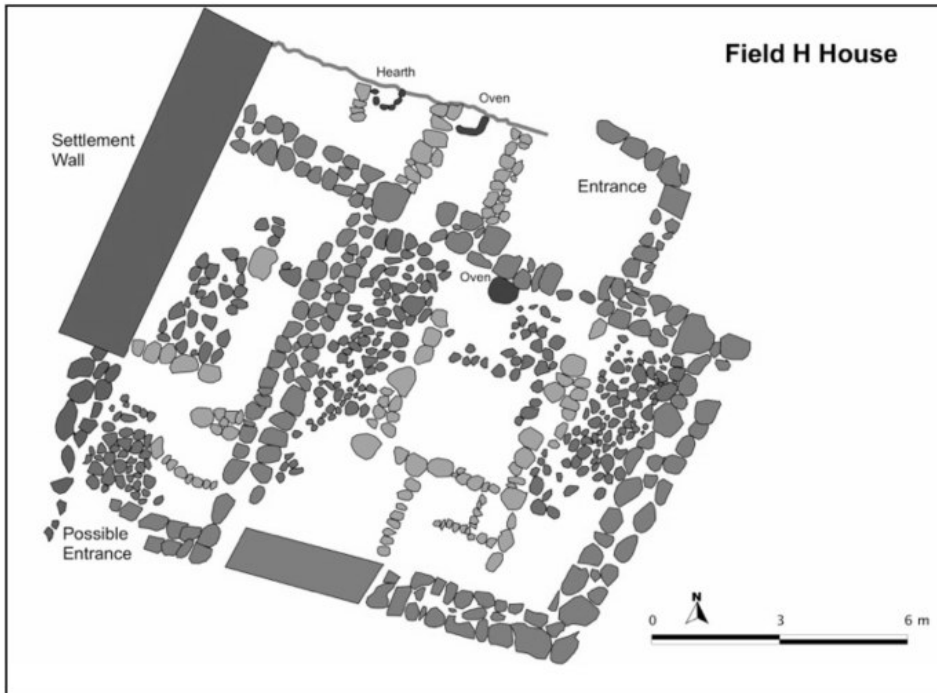 Field H House
Hearth
Oven
Settlement
Wall
Entrance
Oven
Possible
Entrance
N
0 3 6 m